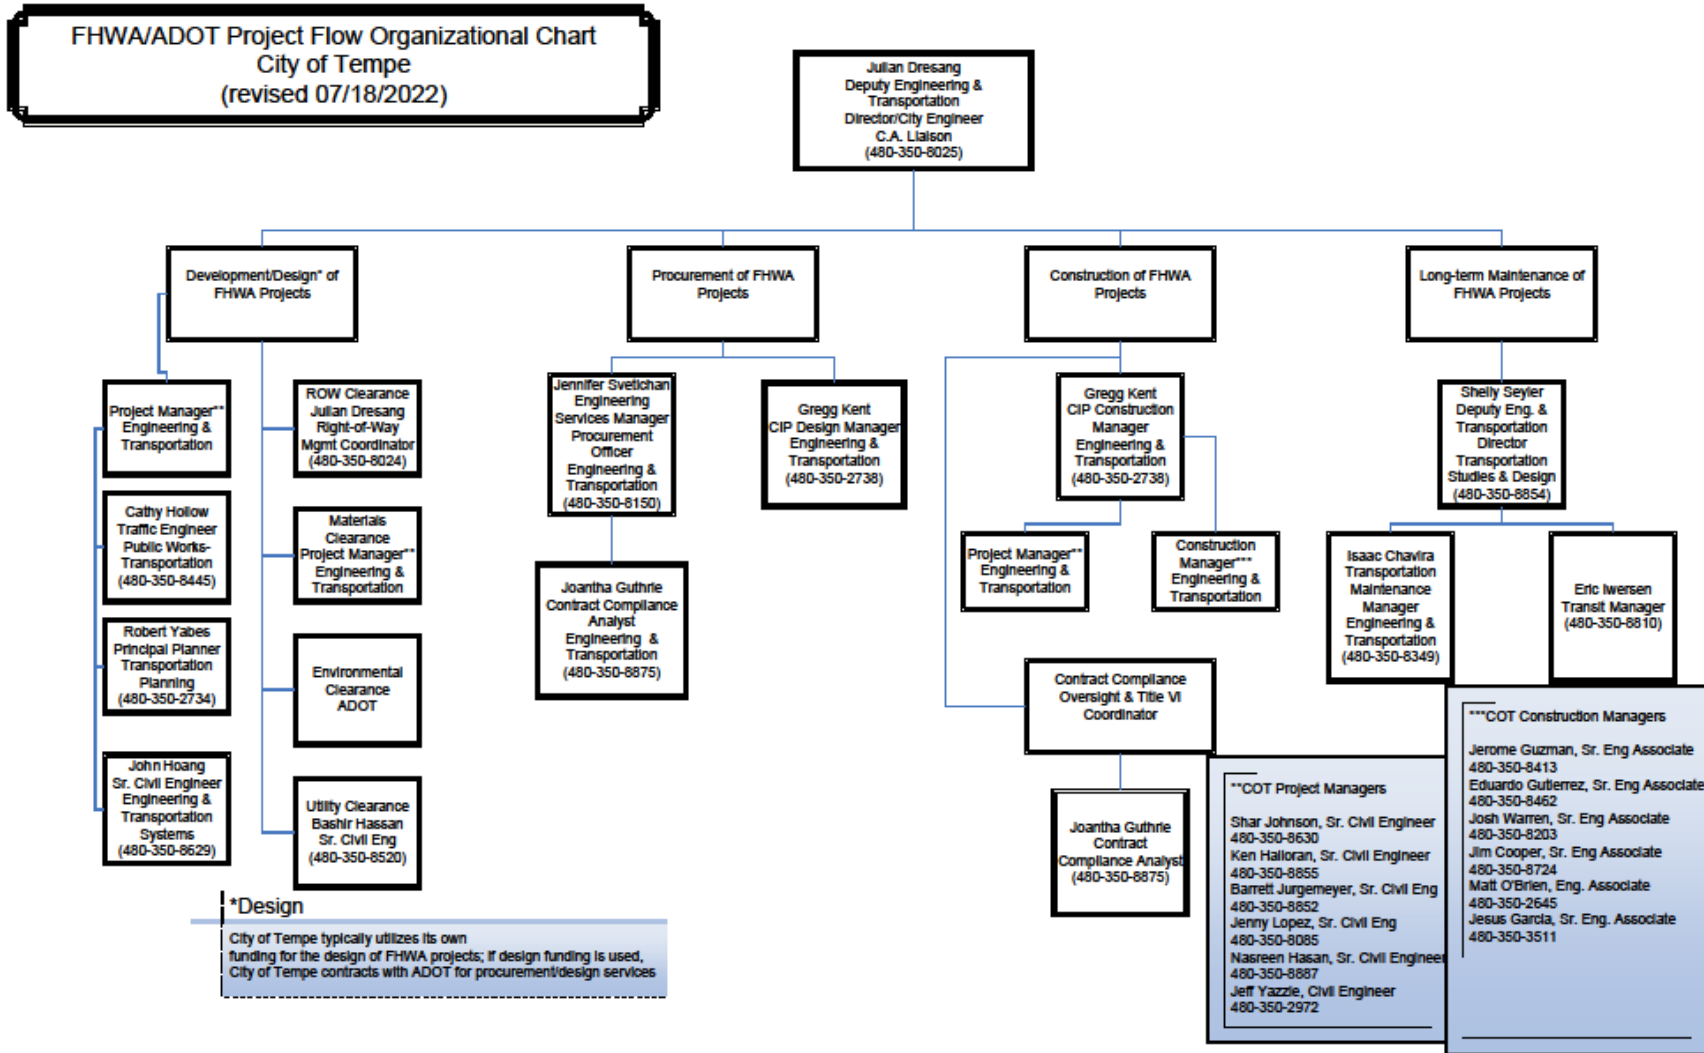 FHWA/ADOT Project Flow Organizational Chart
City of Tempe
(revised 07/18/2022)
Julian Dresang
Deputy Engineering &
Transportation
Director/City Engineer
C.A. Liaison
(480-350-8025)
Development/Design* of
FHWA Projects
Procurement of FHWA
Projects
Construction of FHWA
Projects
Long-term Maintenance of
FHWA Projects
Project Manager**
Engineering &
Transportation
Cathy Hollow
Traffic Engineer
Public Works-
Transportation
(480-350-8445)
Robert Yabes
Principal Planner
Transportation
Planning
(480-350-2734)
John Hoang
Sr. Civil Engineer
Engineering &
Transportation
Systems
(480-350-8629)
ROW Clearance
Julian Dresang
Right-of-Way
Mgmt Coordinator
(480-350-8024)
Materials
Clearance
Project Manager**
Engineering &
Transportation
Environmental
Clearance
ADOT
Utility Clearance
Bashir Hassan
Sr. Civil Eng
(480-350-8520)
Jennifer Svetichan
Engineering
Services Manager
Procurement
Officer
Engineering &
Transportation
(480-350-8150)
Joantha Guthrie
Contract Compliance
Analyst
Engineering &
Transportation
(480-350-8875)
Gregg Kent
CIP Design Manager
Engineering &
Transportation
(480-350-2738)
Gregg Kent
CIP Construction
Manager
Engineering &
Transportation
(480-350-2738)
Project Manager**
Engineering &
Transportation
Construction
Manager***
Engineering &
Transportation
Contract Compliance
Oversight & Title VI
Coordinator
Joantha Guthrie
Contract
Compliance Analyst
(480-350-8875)
Shelly Seyler
Deputy Eng. &
Transportation
Director
Transportation
Studies & Design
(480-350-8854)
Isaac Chavira
Transportation
Maintenance
Manager
Engineering &
Transportation
(480-350-8349)
Eric Iwersen
Transit Manager
(480-350-8810)
**COT Project Managers
Shar Johnson, Sr. Civil Engineer
480-350-8630
Ken Halloran, Sr. Civil Engineer
480-350-8855
Barrett Jurgemeyer, Sr. Civil Eng
480-350-8852
Jenny Lopez, Sr. Civil Eng
480-350-8085
Nasreen Hasan, Sr. Civil Engineer
480-350-8887
Jeff Yazzie, Civil Engineer
480-350-2972
***COT Construction Managers
Jerome Guzman, Sr. Eng Associate
480-350-8413
Eduardo Gutierrez, Sr. Eng Associate
480-350-8462
Josh Warren, Sr. Eng Associate
480-350-8203
Jim Cooper, Sr. Eng Associate
480-350-8724
Matt O'Brien, Eng. Associate
480-350-2645
Jesus Garcia, Sr. Eng. Associate
480-350-3511
*Design
City of Tempe typically utilizes its own
funding for the design of FHWA projects; if design funding is used,
City of Tempe contracts with ADOT for procurement/design services